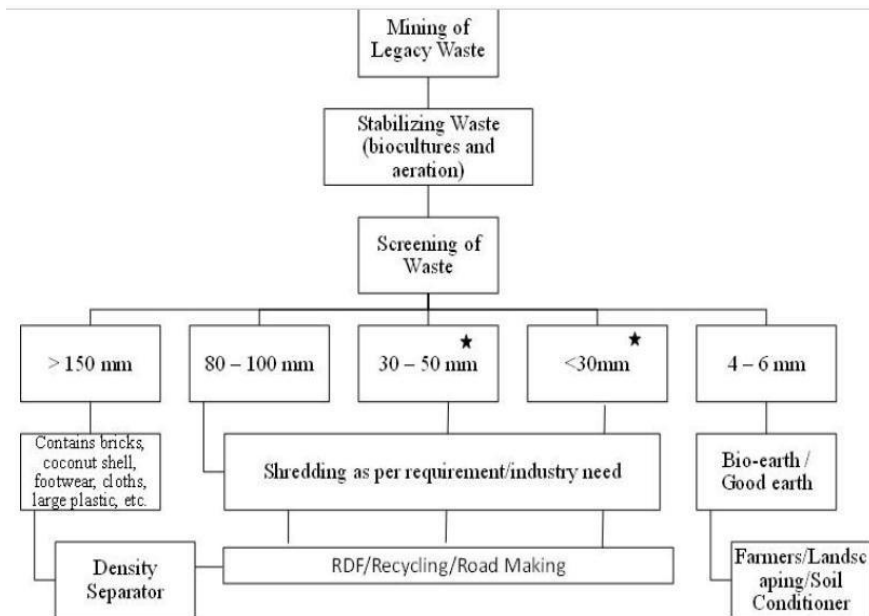 Mining of
Legacy Waste
Stabilizing Waste
(biocultures and
aeration)
Screening of
Waste
> 150 mm
80 – 100 mm
30 – 50 mm
<30mm
4 – 6 mm
Contains bricks,
coconut shell,
footwear, cloths,
large plastic, etc.
Shredding as per requirement/industry need
Bio-earth /
Good earth
Density
Separator
RDF/Recycling/Road Making
Farmers/Landsc
aping/Soil
Conditioner